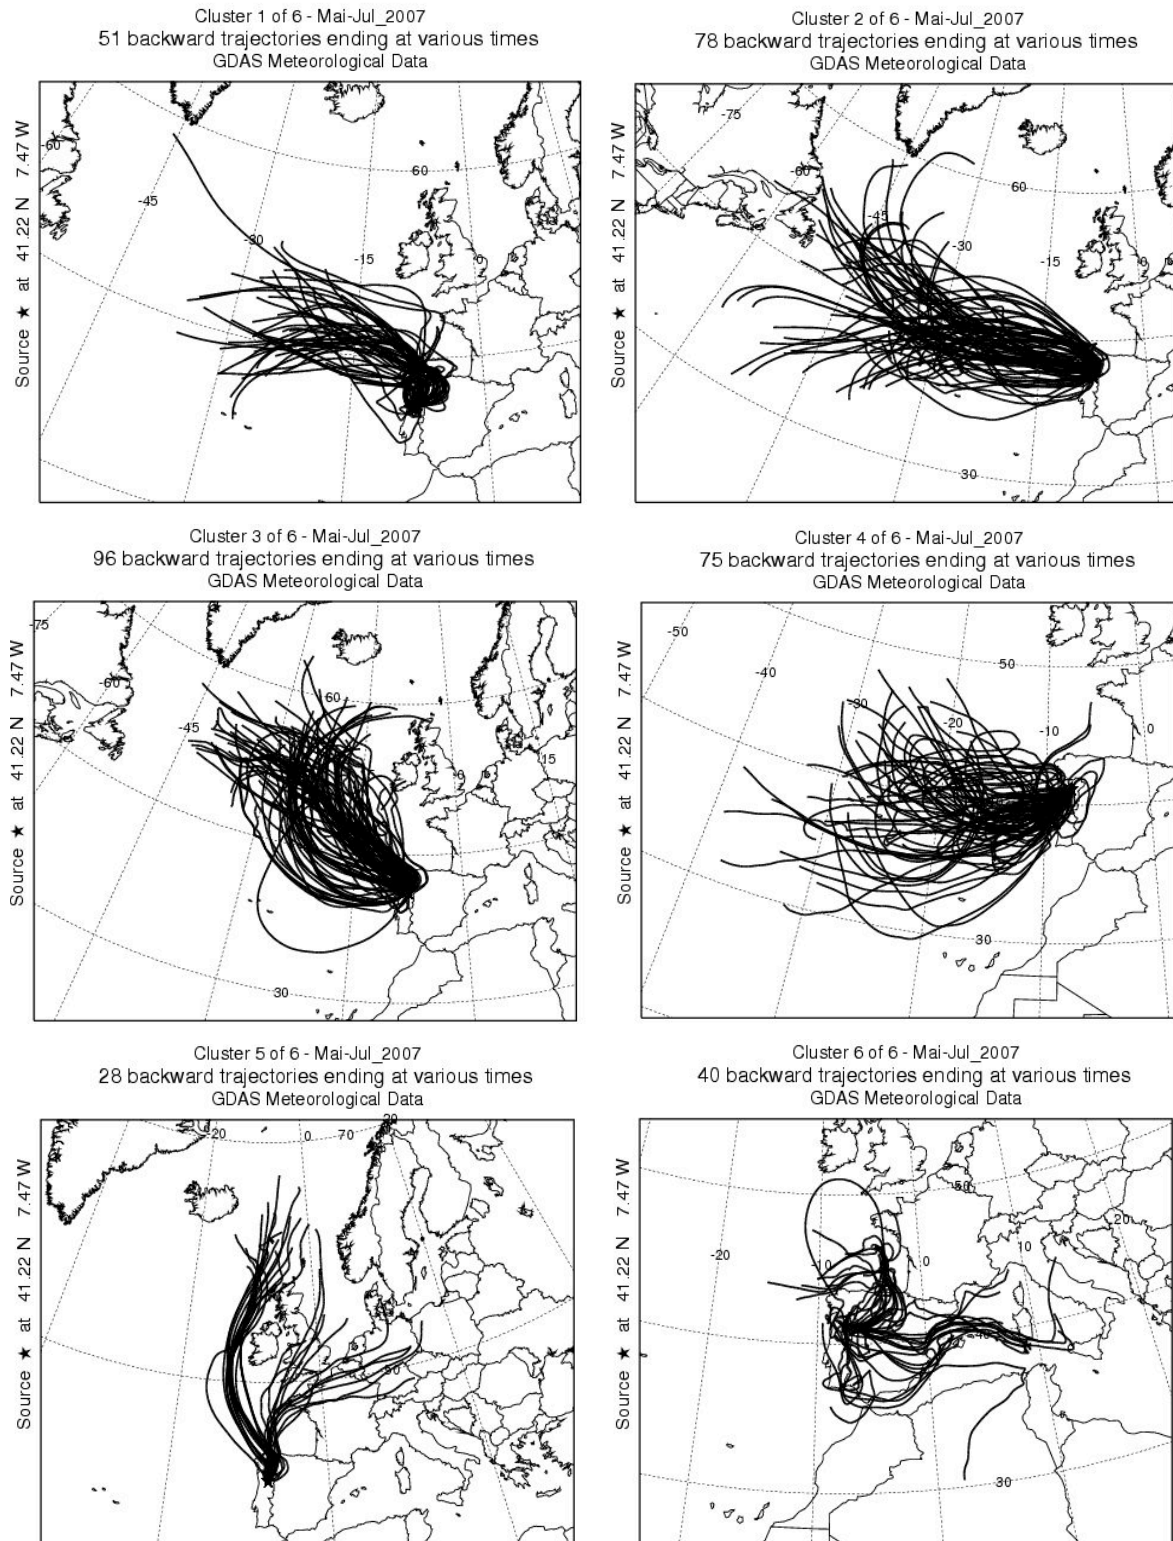 Cluster 1 of 6 - Mai-Jul_2007
51 backward trajectories ending at various times
GDAS Meteorological Data
Source ★ at 41.22 N 7.47 W
-60
-45
-30
-15
0
60
Cluster 2 of 6 - Mai-Jul_2007
78 backward trajectories ending at various times
GDAS Meteorological Data
Source ★ at 41.22 N 7.47 W
-75
-60
-45
-30
-15
0
60
30
Cluster 3 of 6 - Mai-Jul_2007
96 backward trajectories ending at various times
GDAS Meteorological Data
Source ★ at 41.22 N 7.47 W
-75
-60
-45
60
-0
15
30
Cluster 4 of 6 - Mai-Jul_2007
75 backward trajectories ending at various times
GDAS Meteorological Data
Source ★ at 41.22 N 7.47 W
-50
-40
-30
-20
-10
0
50
30
Cluster 5 of 6 - Mai-Jul_2007
28 backward trajectories ending at various times
GDAS Meteorological Data
Source ★ at 41.22 N 7.47 W
-20
0
70
20
50
Cluster 6 of 6 - Mai-Jul_2007
40 backward trajectories ending at various times
GDAS Meteorological Data
Source ★ at 41.22 N 7.47 W
-20
-10
0
10
20
50
40
30